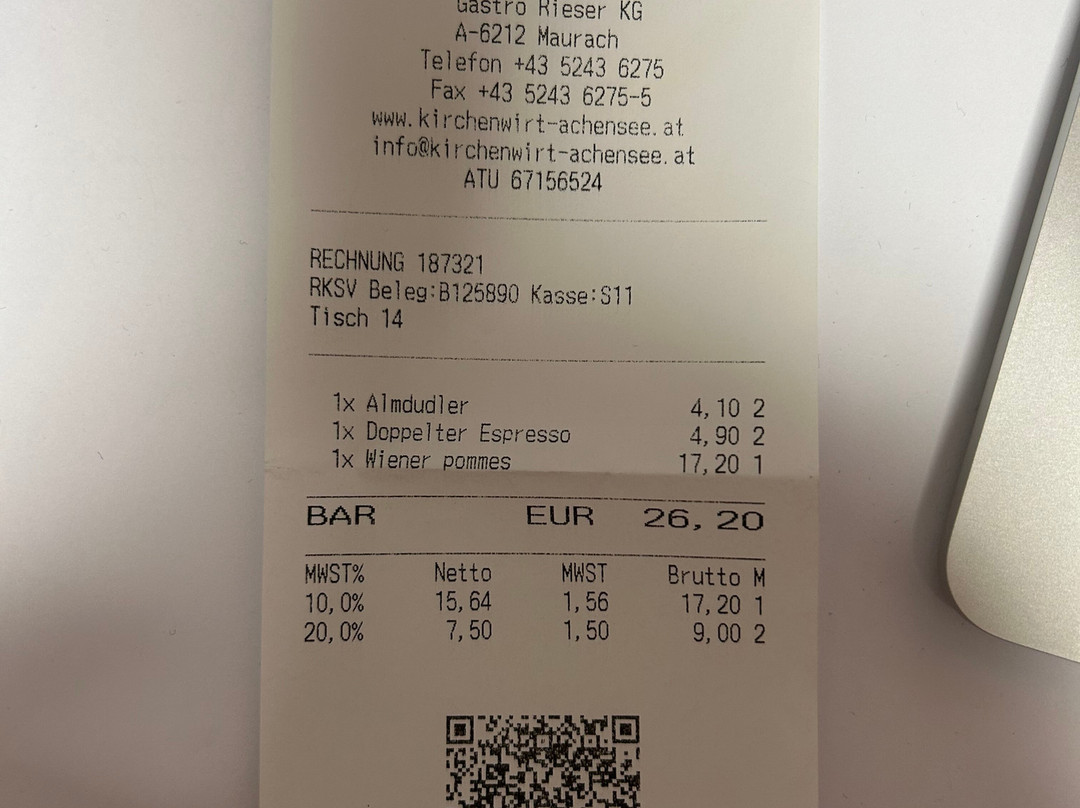 Gastro Rieser KG
A-6212 Maurach
Telefon +43 5243 6275
Fax +43 5243 6275-5
www.kirchenwirt-achensee.at
info@kirchenwirt-achensee.at
ATU 67156524
RECHNUNG 187321
RKSV Beleg:B125890 Kasse:S11
Tisch 14
1x Almdudler 4,10 2
1x Doppelter Espresso 4,90 2
1x Wiener pommes 17,20 1
BAR EUR 26,20
MWST% Netto MWST Brutto M
10,0% 15,64 1,56 17,20 1
20,0% 7,50 1,50 9,00 2